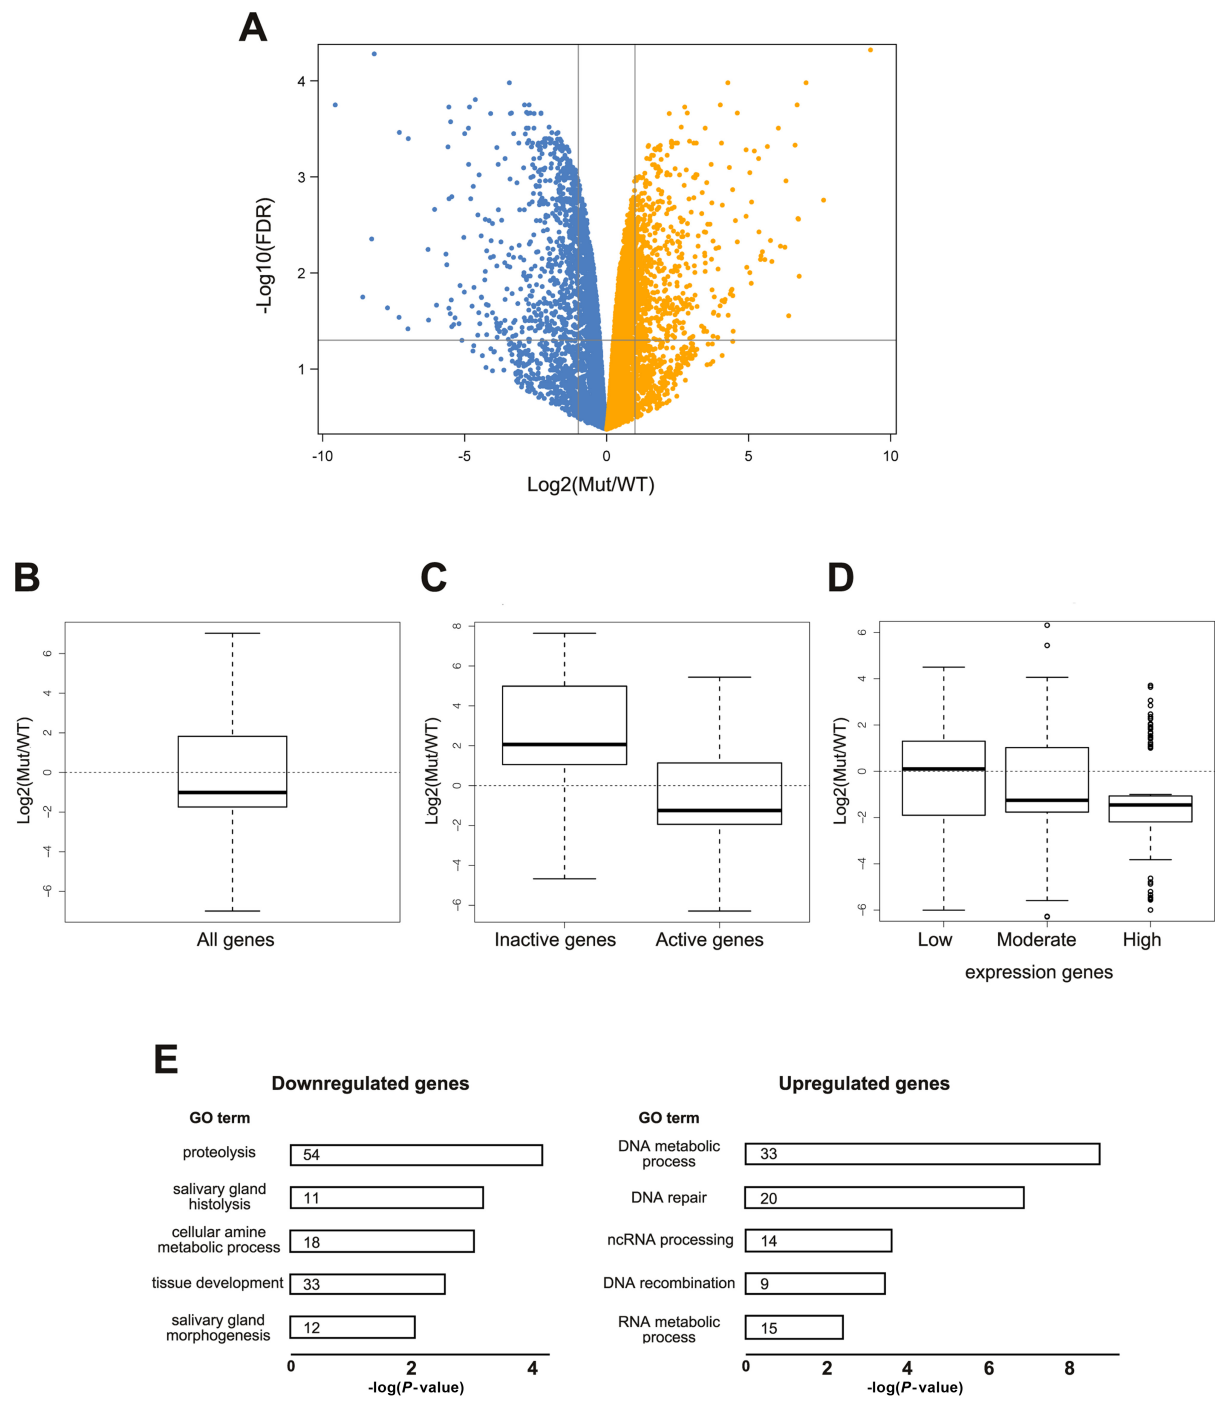 A
4
3
2
1
-Log10(FDR)
-10 -5 0 5 10
Log2(Mut/WT)
B
6
4
2
0
-2
-4
-6
Log2(Mut/WT)
All genes
C
8
6
4
2
0
-2
-4
-6
Log2(Mut/WT)
Inactive genes Active genes
D
6
4
2
0
-2
-4
-6
Log2(Mut/WT)
Low Moderate High
expression genes
E
Downregulated genes
GO term
proteolysis 54
salivary gland
histolysis 11
cellular amine
metabolic process 18
tissue development 33
salivary gland
morphogenesis 12
0 2 4
-log(P-value)
Upregulated genes
GO term
DNA metabolic
process 33
DNA repair 20
ncRNA processing 14
DNA recombination 9
RNA metabolic
process 15
0 2 4 6 8
-log(P-value)